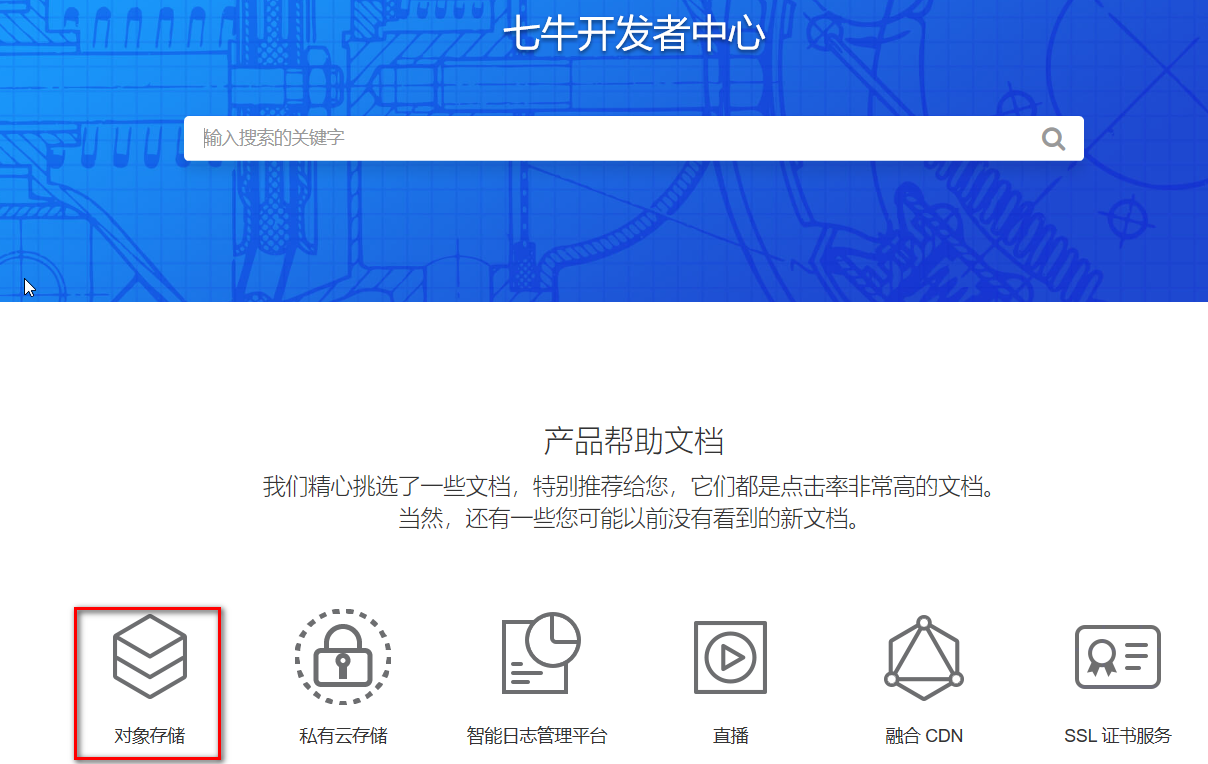 七牛开发者中心
输入搜索的关键字
产品帮助文档
我们精心挑选了一些文档，特别推荐给您，它们都是点击率非常高的文档。
当然，还有一些您可能以前没有看到的新文档。
对象存储
私有云存储
智能日志管理平台
直播
融合 CDN
SSL 证书服务